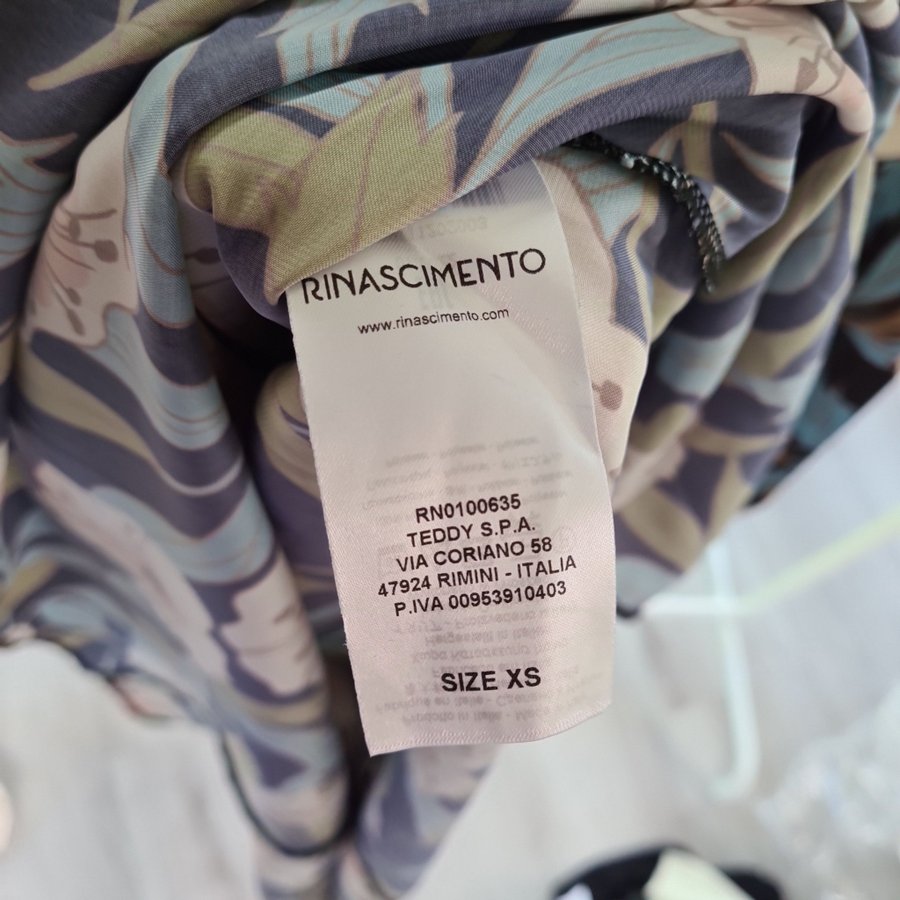 RINASCIMENTO
www.rinascimento.com
RN0100635
TEDDY S.P.A.
VIA CORIANO 58
47924 RIMINI - ITALIA
P.IVA 00953910403
SIZE XS